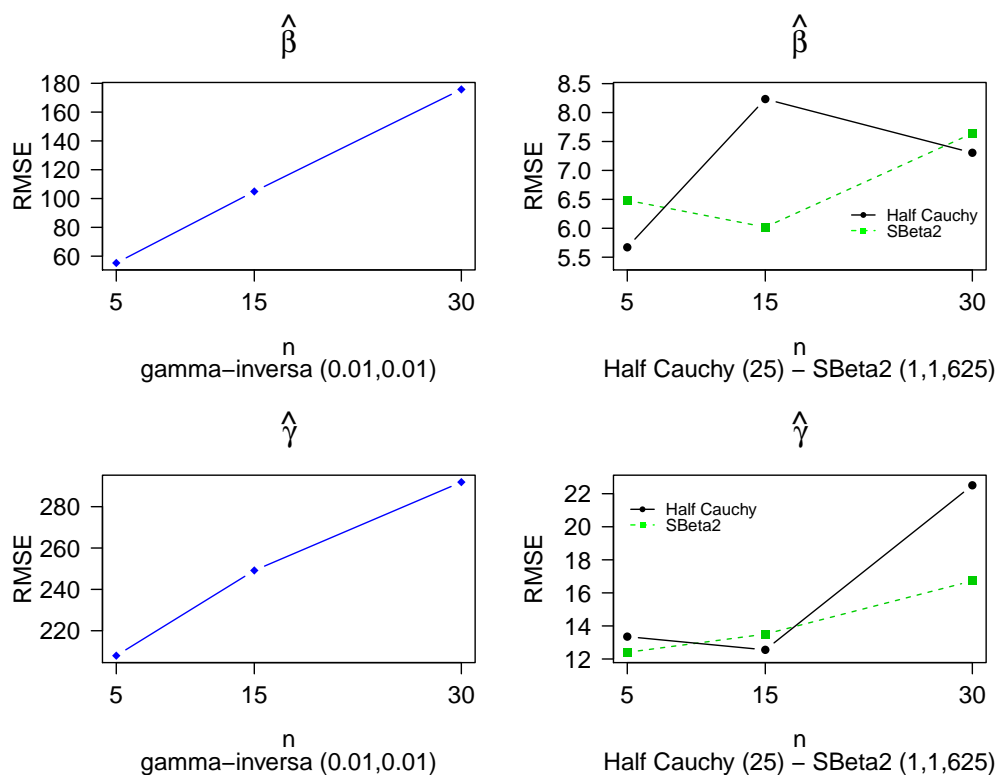 β̂
RMSE
180
160
140
120
100
80
60
5 15 30
n
gamma−inversa (0.01,0.01)
β̂
RMSE
8.5
8.0
7.5
7.0
6.5
6.0
5.5
Half Cauchy
SBeta2
5 15 30
n
Half Cauchy (25) − SBeta2 (1,1,625)
γ̂
RMSE
280
260
240
220
5 15 30
n
gamma−inversa (0.01,0.01)
γ̂
RMSE
22
20
18
16
14
12
Half Cauchy
SBeta2
5 15 30
n
Half Cauchy (25) − SBeta2 (1,1,625)